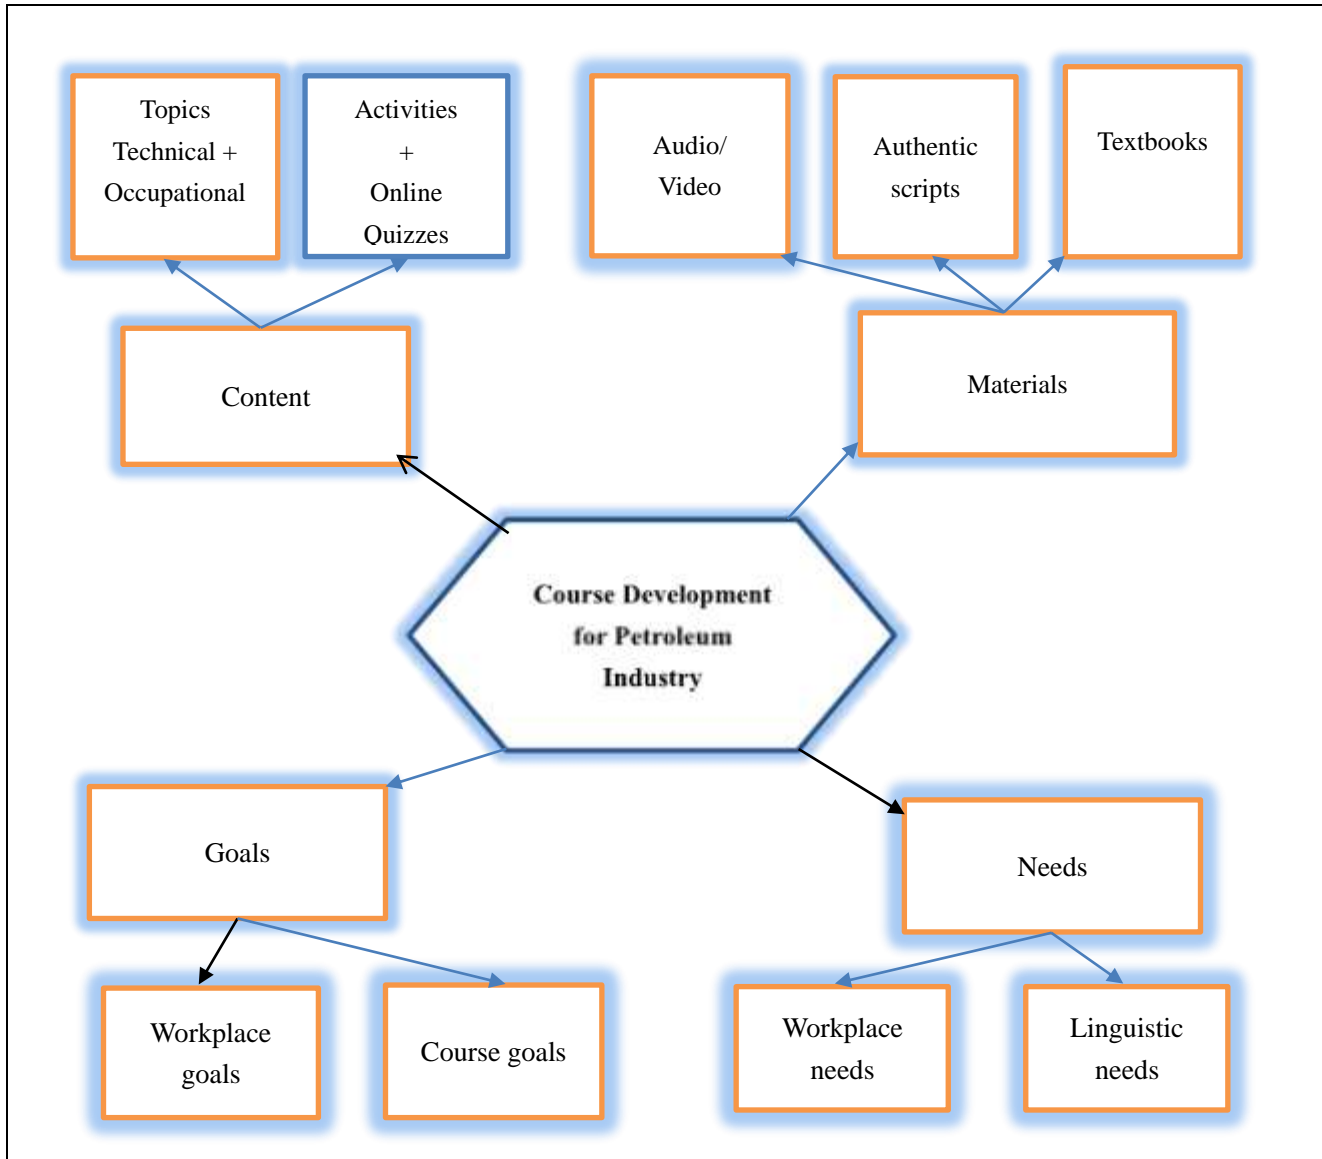 Topics
Technical +
Occupational
Activities
+
Online
Quizzes
Audio/
Video
Authentic
scripts
Textbooks
Content
Materials
Course Development
for Petroleum
Industry
Goals
Needs
Workplace
goals
Course goals
Workplace
needs
Linguistic
needs